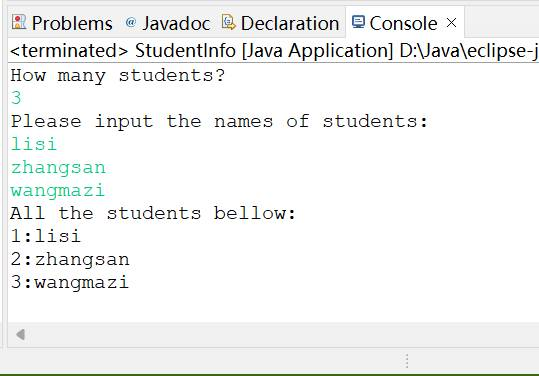 Problems @ Javadoc Declaration Console ×
<terminated> StudentInfo [Java Application] D:\Java\eclipse-j
How many students?
3
Please input the names of students:
lisi
zhangsan
wangmazi
All the students bellow:
1:lisi
2:zhangsan
3:wangmazi